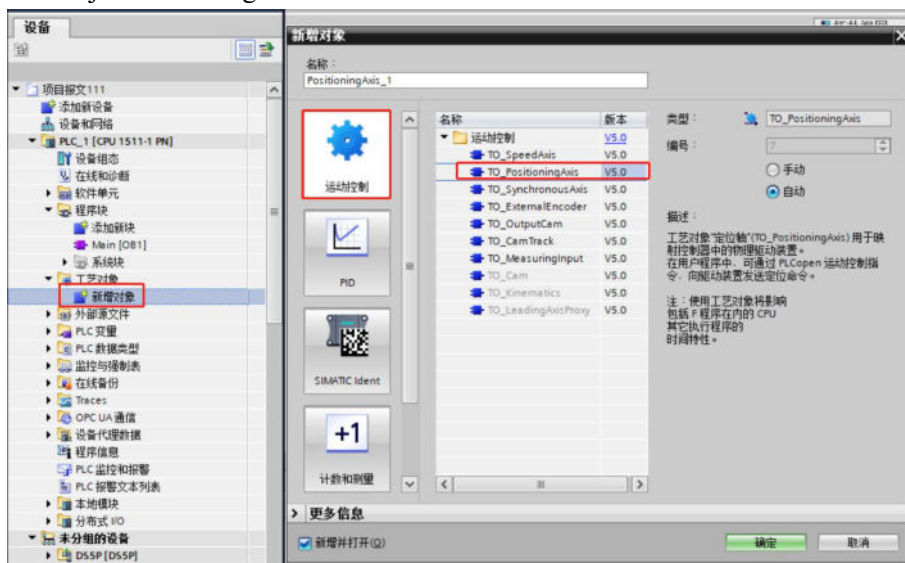 设备
项目报文111
添加新设备
设备和网络
PLC_1 [CPU 1511-1 PN]
设备组态
在线和诊断
软件单元
程序块
添加新块
Main [OB1]
系统块
工艺对象
新增对象
外部源文件
PLC 变量
PLC 数据类型
监控与强制表
在线备份
Traces
OPC UA 通信
设备代理数据
程序信息
PLC 监控和报警
PLC 报警文本列表
本地模块
分布式 I/O
未分组的设备
DS5P [DS5P]
新增对象
名称：
PositioningAxis_1
运动控制
PID
SIMATIC Ident
+1
计数和测量
名称 版本
运动控制 V5.0
TO_SpeedAxis V5.0
TO_PositioningAxis V5.0
TO_SynchronousAxis V5.0
TO_ExternalEncoder V5.0
TO_OutputCam V5.0
TO_CamTrack V5.0
TO_MeasuringInput V5.0
TO_Cam V5.0
TO_Kinematics V5.0
TO_LeadingAxisProxy V5.0
类型： TO_PositioningAxis
编号： 7
手动
自动
描述：
工艺对象“定位轴”(TO_PositioningAxis) 用于映
射控制器中的物理驱动装置。
在用户程序中，可通过 PLCopen 运动控制指
令，向驱动装置发送定位命令。
注：使用工艺对象将影响
包括 F 程序在内的 CPU
其它执行程序的
时间特性。
更多信息
新增并打开(O)
确定 取消